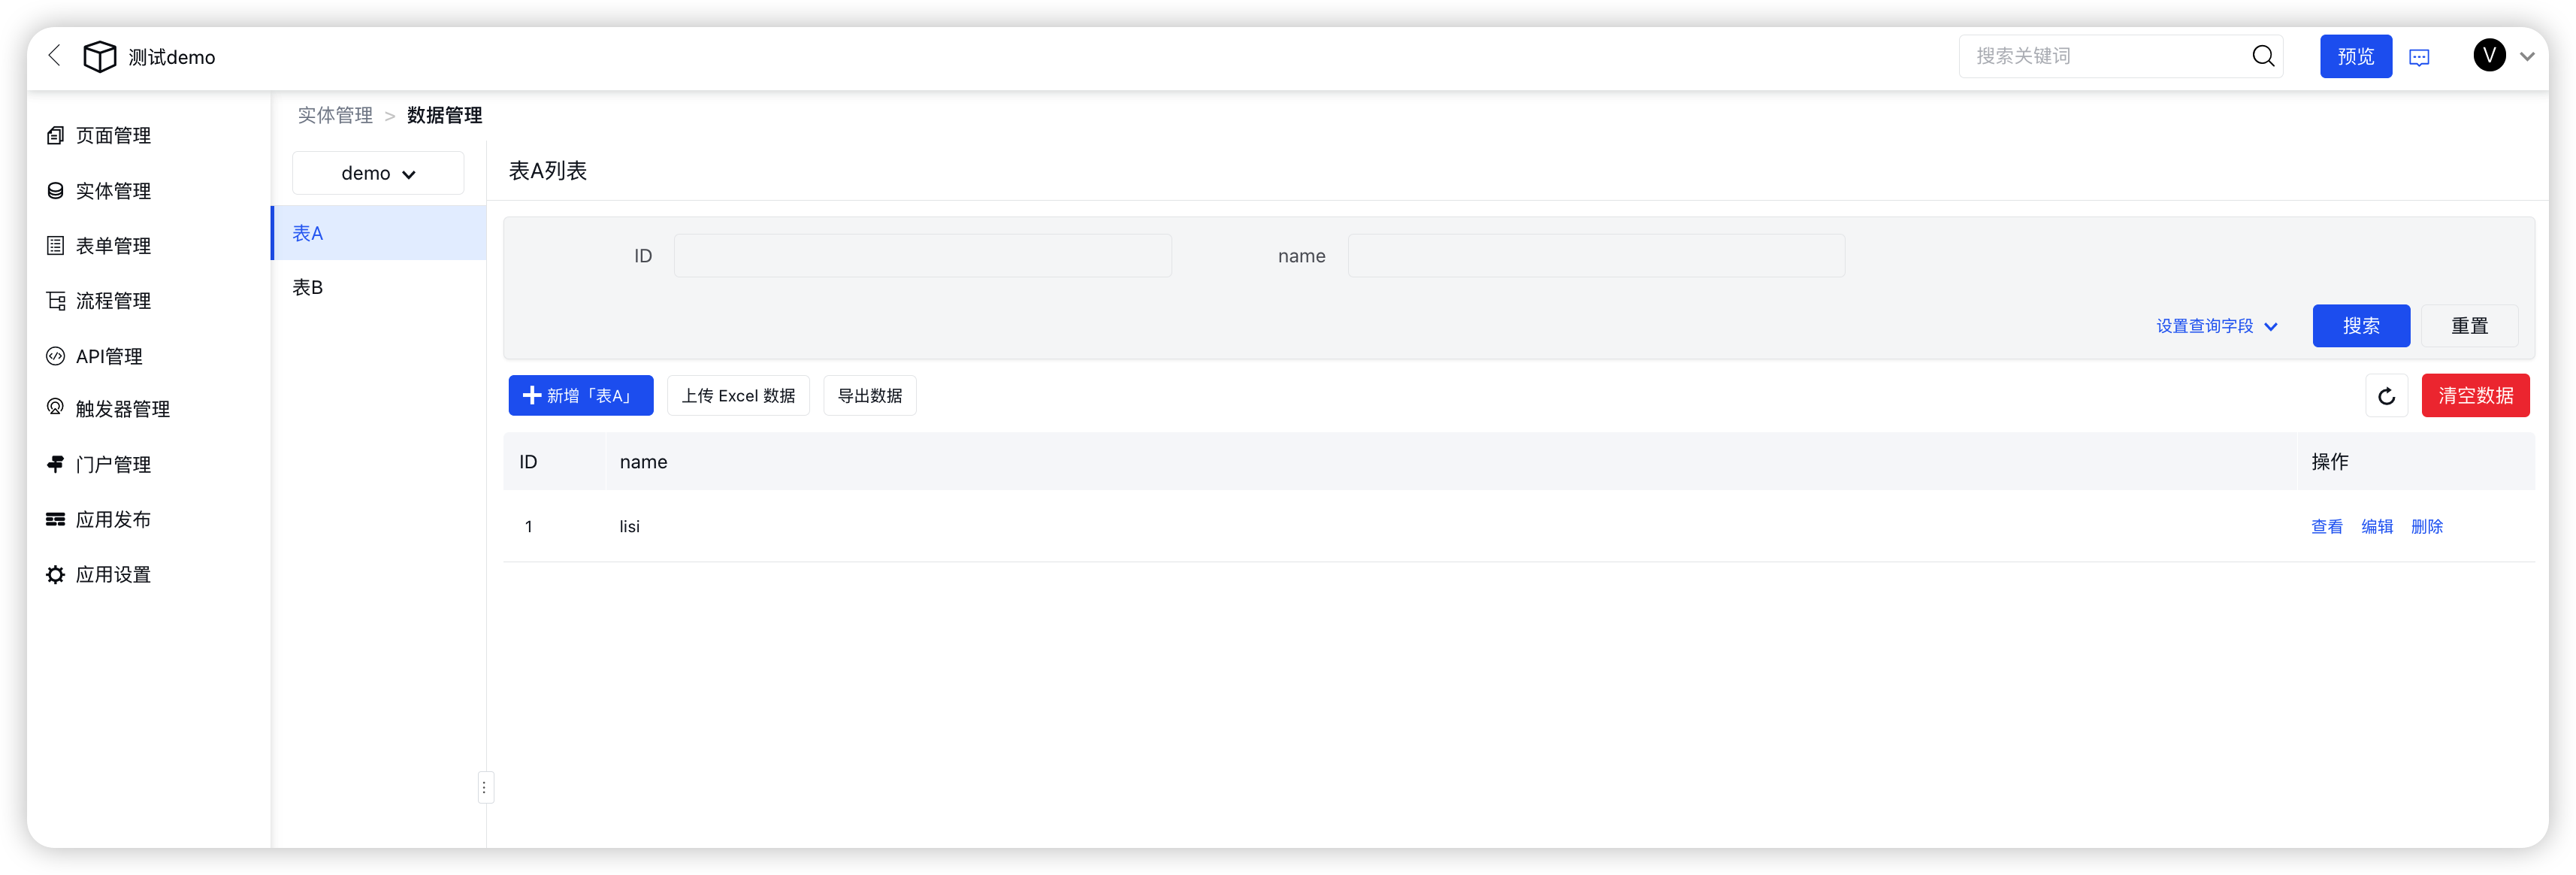 测试demo
搜索关键词
预览
V
页面管理
实体管理
表单管理
流程管理
API管理
触发器管理
门户管理
应用发布
应用设置
实体管理 > 数据管理
demo
表A
表B
表A列表
ID
name
设置查询字段
搜索
重置
新增「表A」
上传 Excel 数据
导出数据
清空数据
ID name 操作
1 lisi 查看 编辑 删除